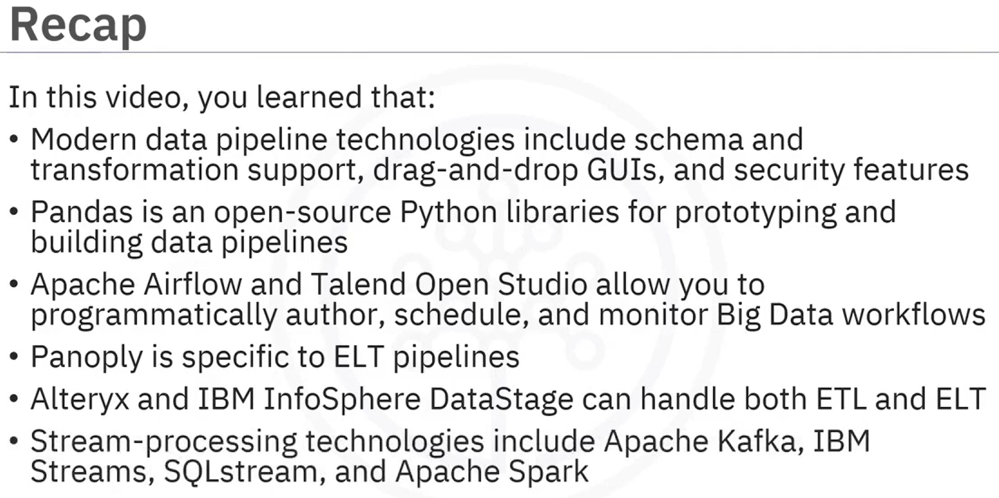 Recap
In this video, you learned that:
• Modern data pipeline technologies include schema and
transformation support, drag-and-drop GUIs, and security features
• Pandas is an open-source Python libraries for prototyping and
building data pipelines
• Apache Airflow and Talend Open Studio allow you to
programmatically author, schedule, and monitor Big Data workflows
• Panoply is specific to ELT pipelines
• Alteryx and IBM InfoSphere DataStage can handle both ETL and ELT
• Stream-processing technologies include Apache Kafka, IBM
Streams, SQLstream, and Apache Spark